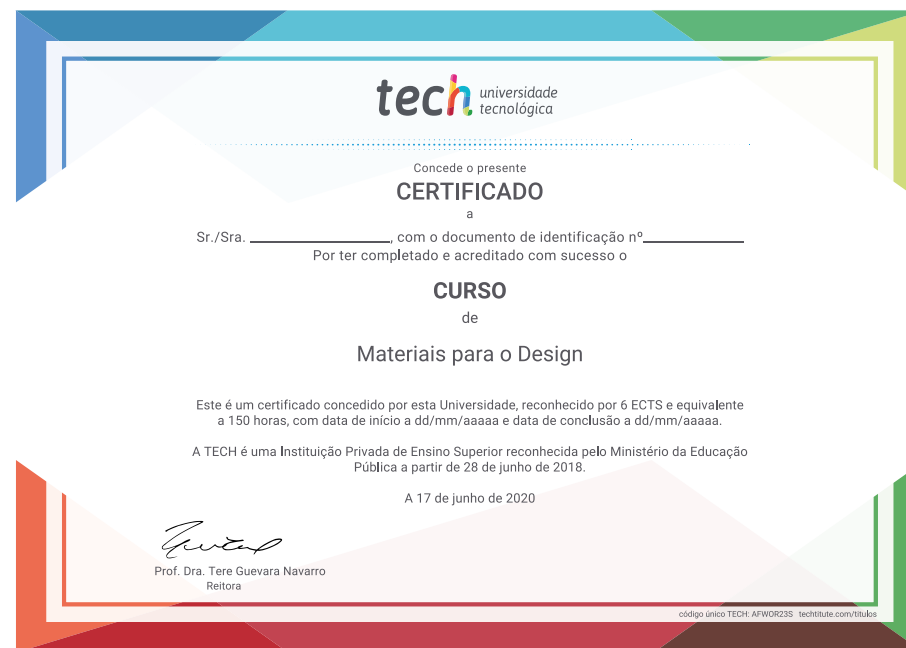 tech universidade
tecnológica
Concede o presente
CERTIFICADO
a
Sr./Sra. , com o documento de identificação nº
Por ter completado e acreditado com sucesso o
CURSO
de
Materiais para o Design
Este é um certificado concedido por esta Universidade, reconhecido por 6 ECTS e equivalente
a 150 horas, com data de início a dd/mm/aaaaa e data de conclusão a dd/mm/aaaaa.
A TECH é uma Instituição Privada de Ensino Superior reconhecida pelo Ministério da Educação
Pública a partir de 28 de junho de 2018.
A 17 de junho de 2020
Prof. Dra. Tere Guevara Navarro
Reitora
código único TECH: AFWOR23S techtitute.com/titulos